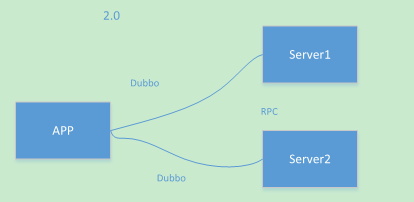 2.0
Server1
Dubbo
RPC
APP
Server2
Dubbo